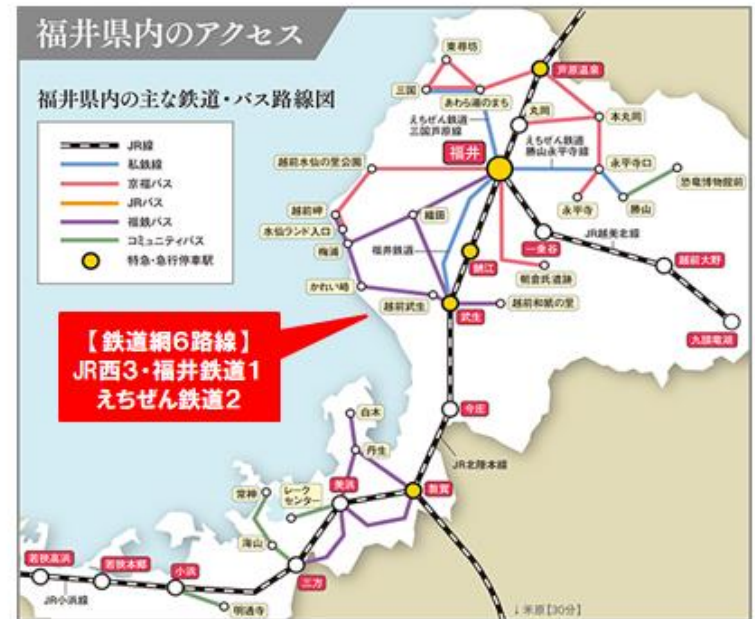 福井県内のアクセス
福井県内の主な鉄道・バス路線図
JR線
私鉄線
京福バス
JRバス
福鉄バス
コミュニティバス
特急・急行停車駅
東尋坊
三国
あわら湯のまち
芦原温泉
えちぜん鉄道
三国芦原線
丸岡
本丸岡
福井
えちぜん鉄道
勝山永平寺線
永平寺口
恐竜博物館前
永平寺
勝山
越前水仙の里公園
越前岬
水仙ランド入口
梅浦
織田
福井鉄道
鯖江
一乗谷
JR越美北線
越前大野
朝倉氏遺跡
かれい崎
越前武生
武生
越前和紙の里
九頭竜湖
【鉄道網6路線】
JR西3・福井鉄道1
えちぜん鉄道2
今庄
白木
丹生
JR北陸本線
常神
レーク
センター
美浜
敦賀
海山
三方
若狭高浜
若狭本郷
小浜
JR小浜線
明通寺
↓米原【30分】